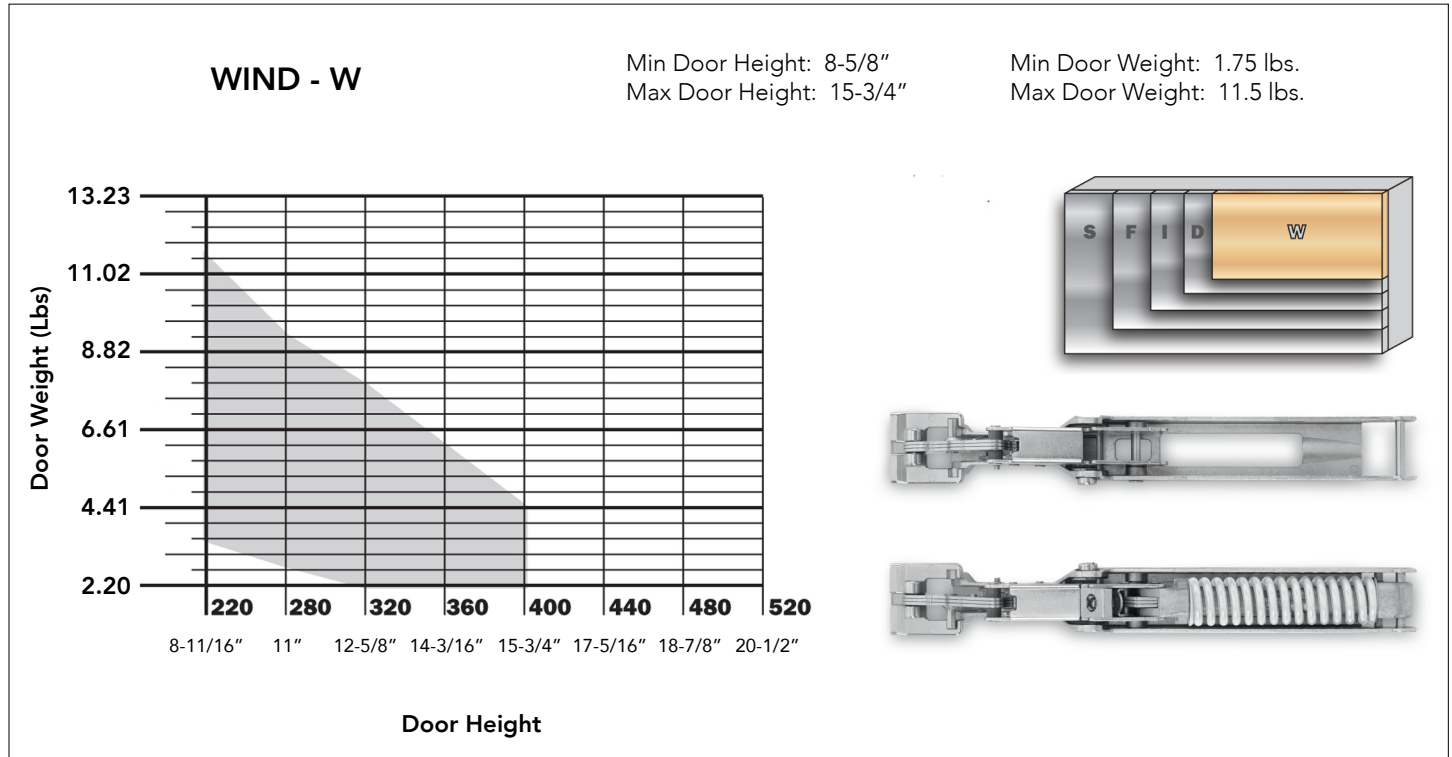 WIND - W
Min Door Height: 8-5/8”
Max Door Height: 15-3/4”
Min Door Weight: 1.75 lbs.
Max Door Weight: 11.5 lbs.
Door Weight (Lbs)
13.23
11.02
8.82
6.61
4.41
2.20
220 280 320 360 400 440 480 520
8-11/16” 11” 12-5/8” 14-3/16” 15-3/4” 17-5/16” 18-7/8” 20-1/2”
Door Height
S F I D W